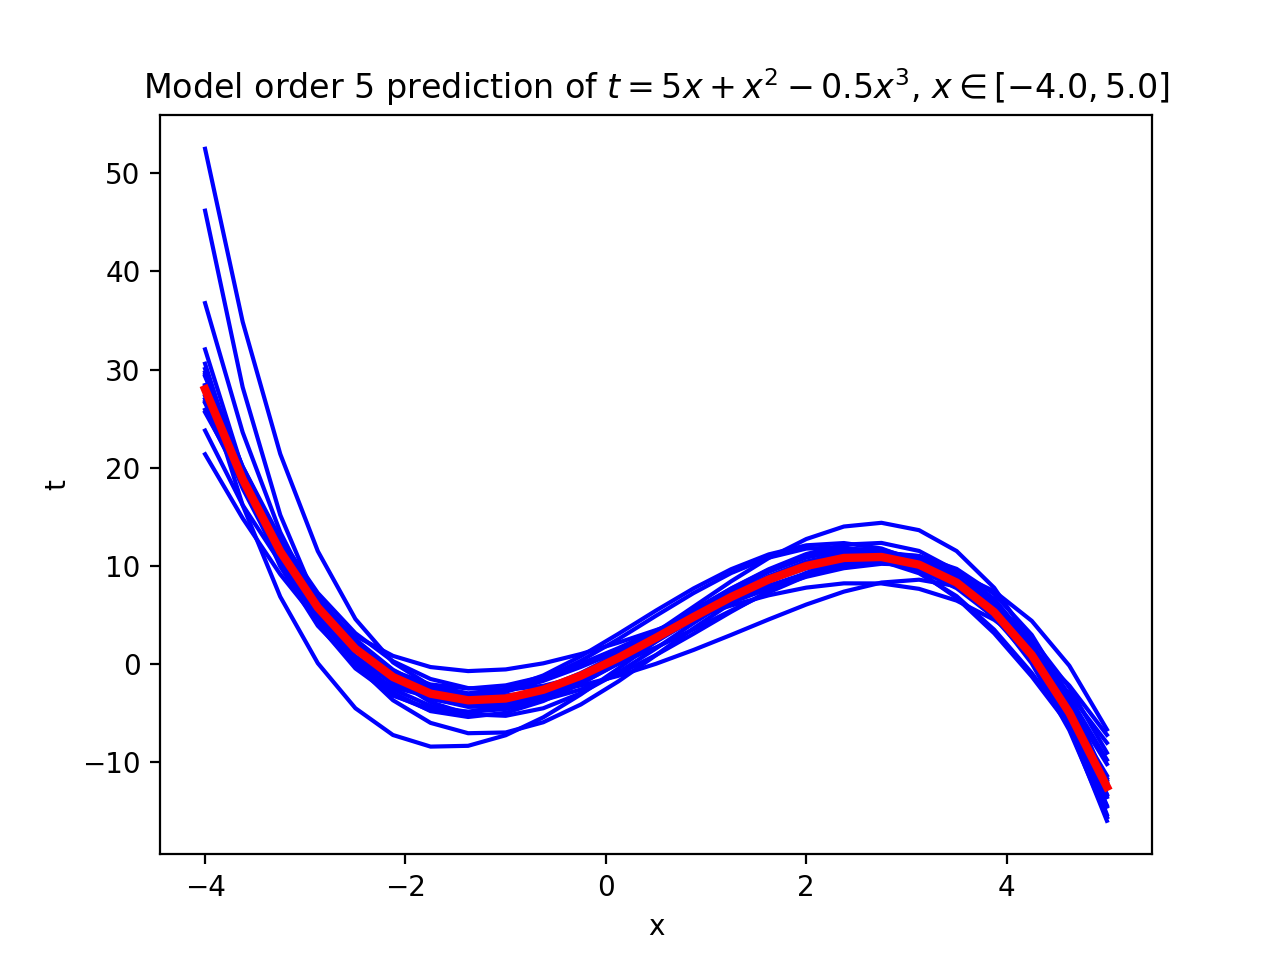 Model order 5 prediction of t = 5x + x² − 0.5x³, x ∈ [−4.0, 5.0]
50
40
30
20
10
0
−10
t
−4 −2 0 2 4
x